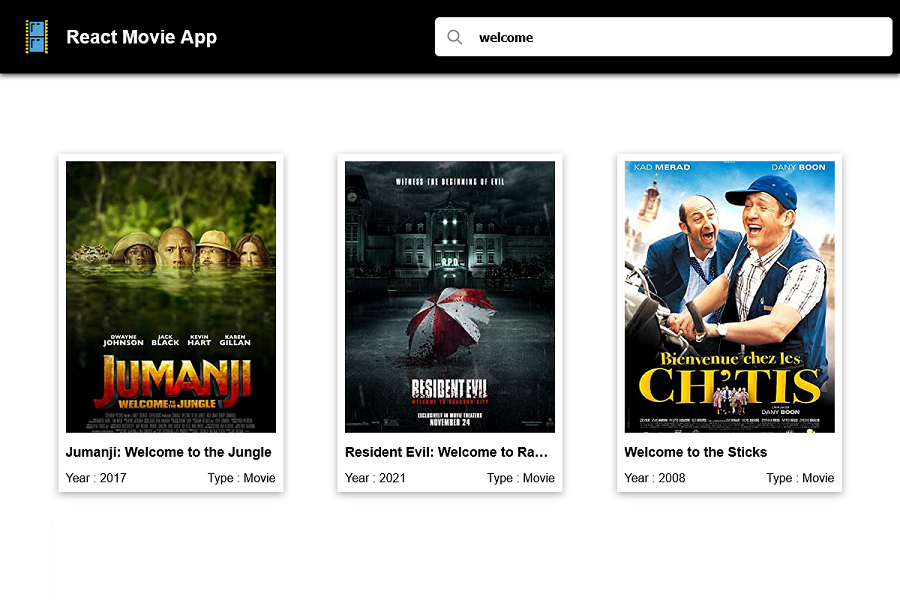 React Movie App
welcome
DWAYNE JOHNSON
JACK BLACK
KEVIN HART
KAREN GILLAN
JUMANJI
WELCOME TO THE JUNGLE
Jumanji: Welcome to the Jungle
Year : 2017 Type : Movie
WITNESS THE BEGINNING OF EVIL
R.P.D.
RESIDENT EVIL
WELCOME TO RACCOON CITY
EXCLUSIVELY IN MOVIE THEATERS
NOVEMBER 24
Resident Evil: Welcome to Ra...
Year : 2021 Type : Movie
KAD MERAD DANY BOON
Bienvenue chez les
CH'TIS
DANY BOON
Welcome to the Sticks
Year : 2008 Type : Movie